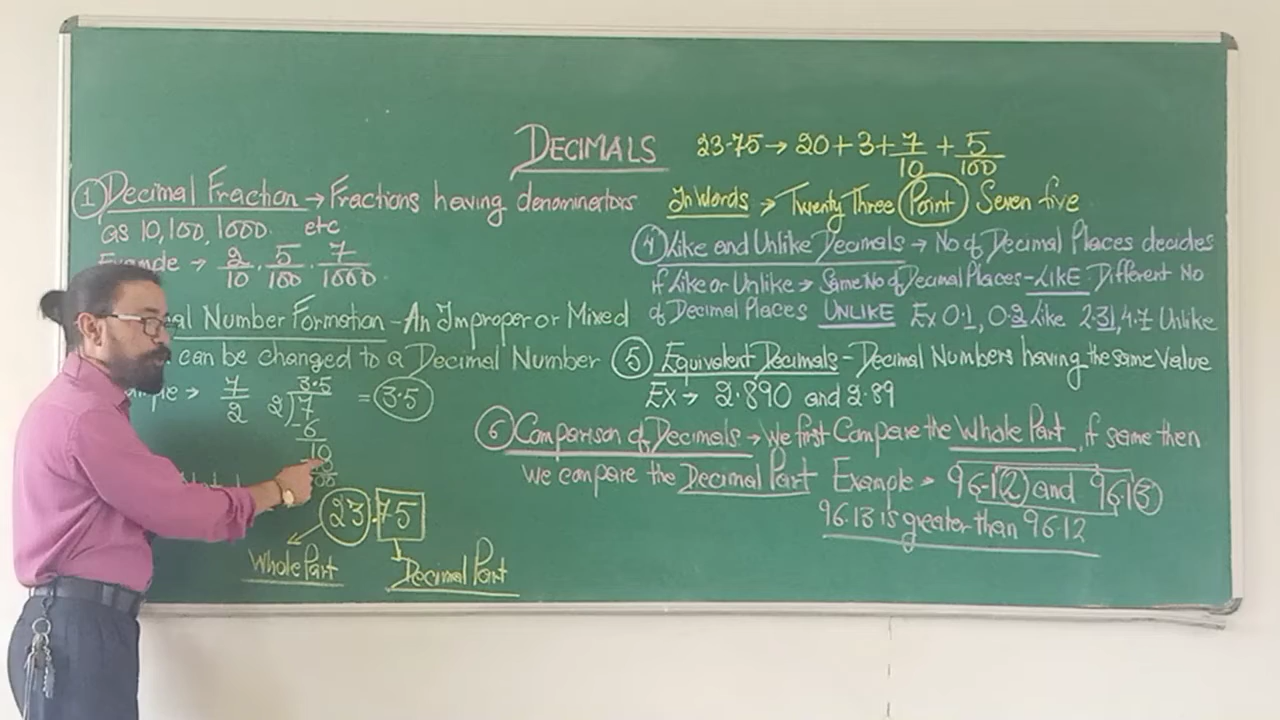 DECIMALS
① Decimal Fraction → Fractions having denominators
as 10, 100, 1000 etc
→ 2/10, 5/100, 7/1000
Number Formation - An Improper or Mixed
can be changed to a Decimal Number
→ 7/2
3.5
2)7
-6
10
= 3.5
23.75
Whole Part
Decimal Part
23.75 → 20 + 3 + 7/10 + 5/100
In Words → Twenty Three Point Seven five
④ Like and Unlike Decimals → No of Decimal Places decides
if Like or Unlike → Same No of Decimal Places - LIKE. Different No
of Decimal Places UNLIKE Ex 0.1, 0.3 Like 2.31, 4.7 Unlike
⑤ Equivalent Decimals - Decimal Numbers having the same value
Ex → 2.890 and 2.89
⑥ Comparison of Decimals → We first Compare the Whole Part, if same then
we compare the Decimal Part Example → 96.12 and 96.13
96.13 is greater than 96.12